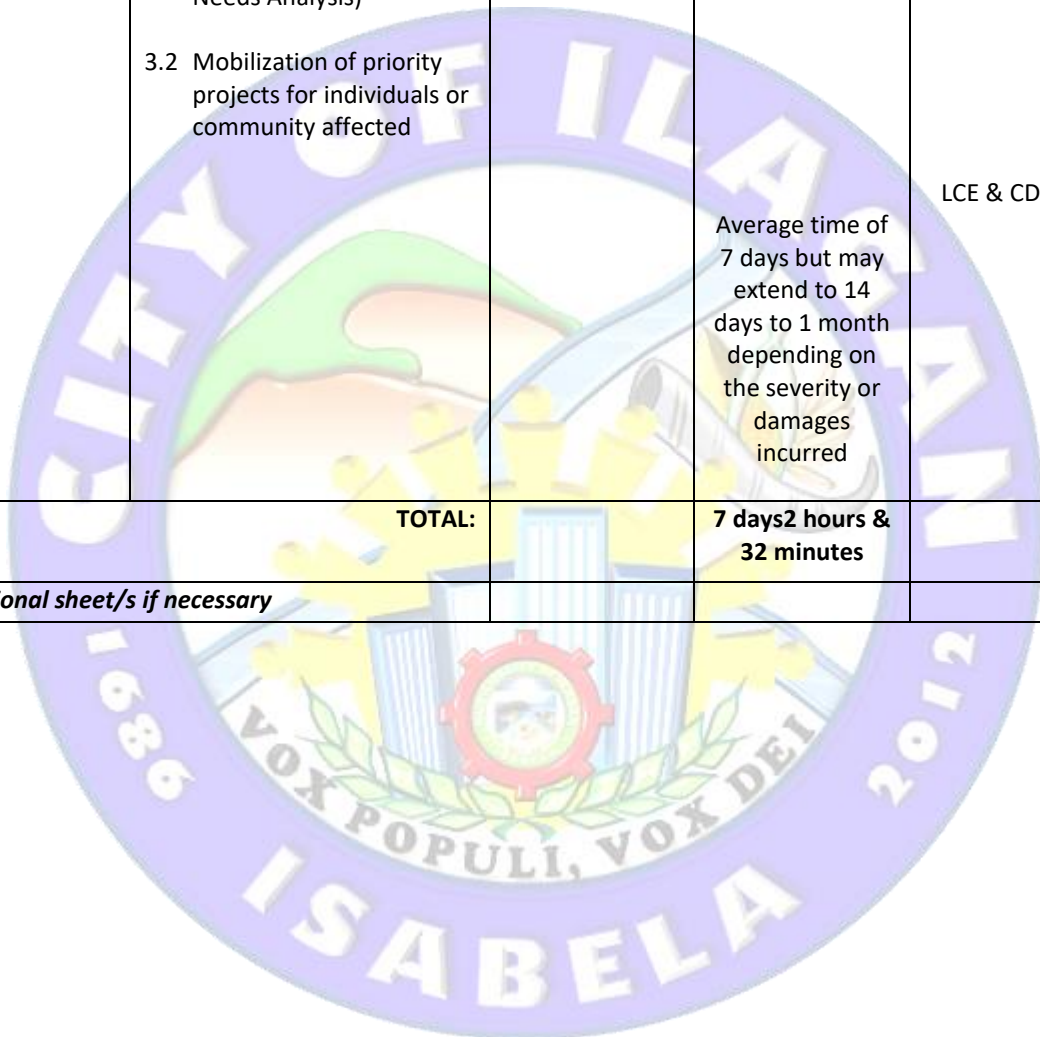 Needs Analysis)
3.2 Mobilization of priority
projects for individuals or
community affected
LCE & CD
Average time of
7 days but may
extend to 14
days to 1 month
depending on
the severity or
damages
incurred
TOTAL:
7 days2 hours &
32 minutes
ional sheet/s if necessary
CITY OF ILAGAN
1686
2012
VOX POPULI, VOX DEI
ISABELA